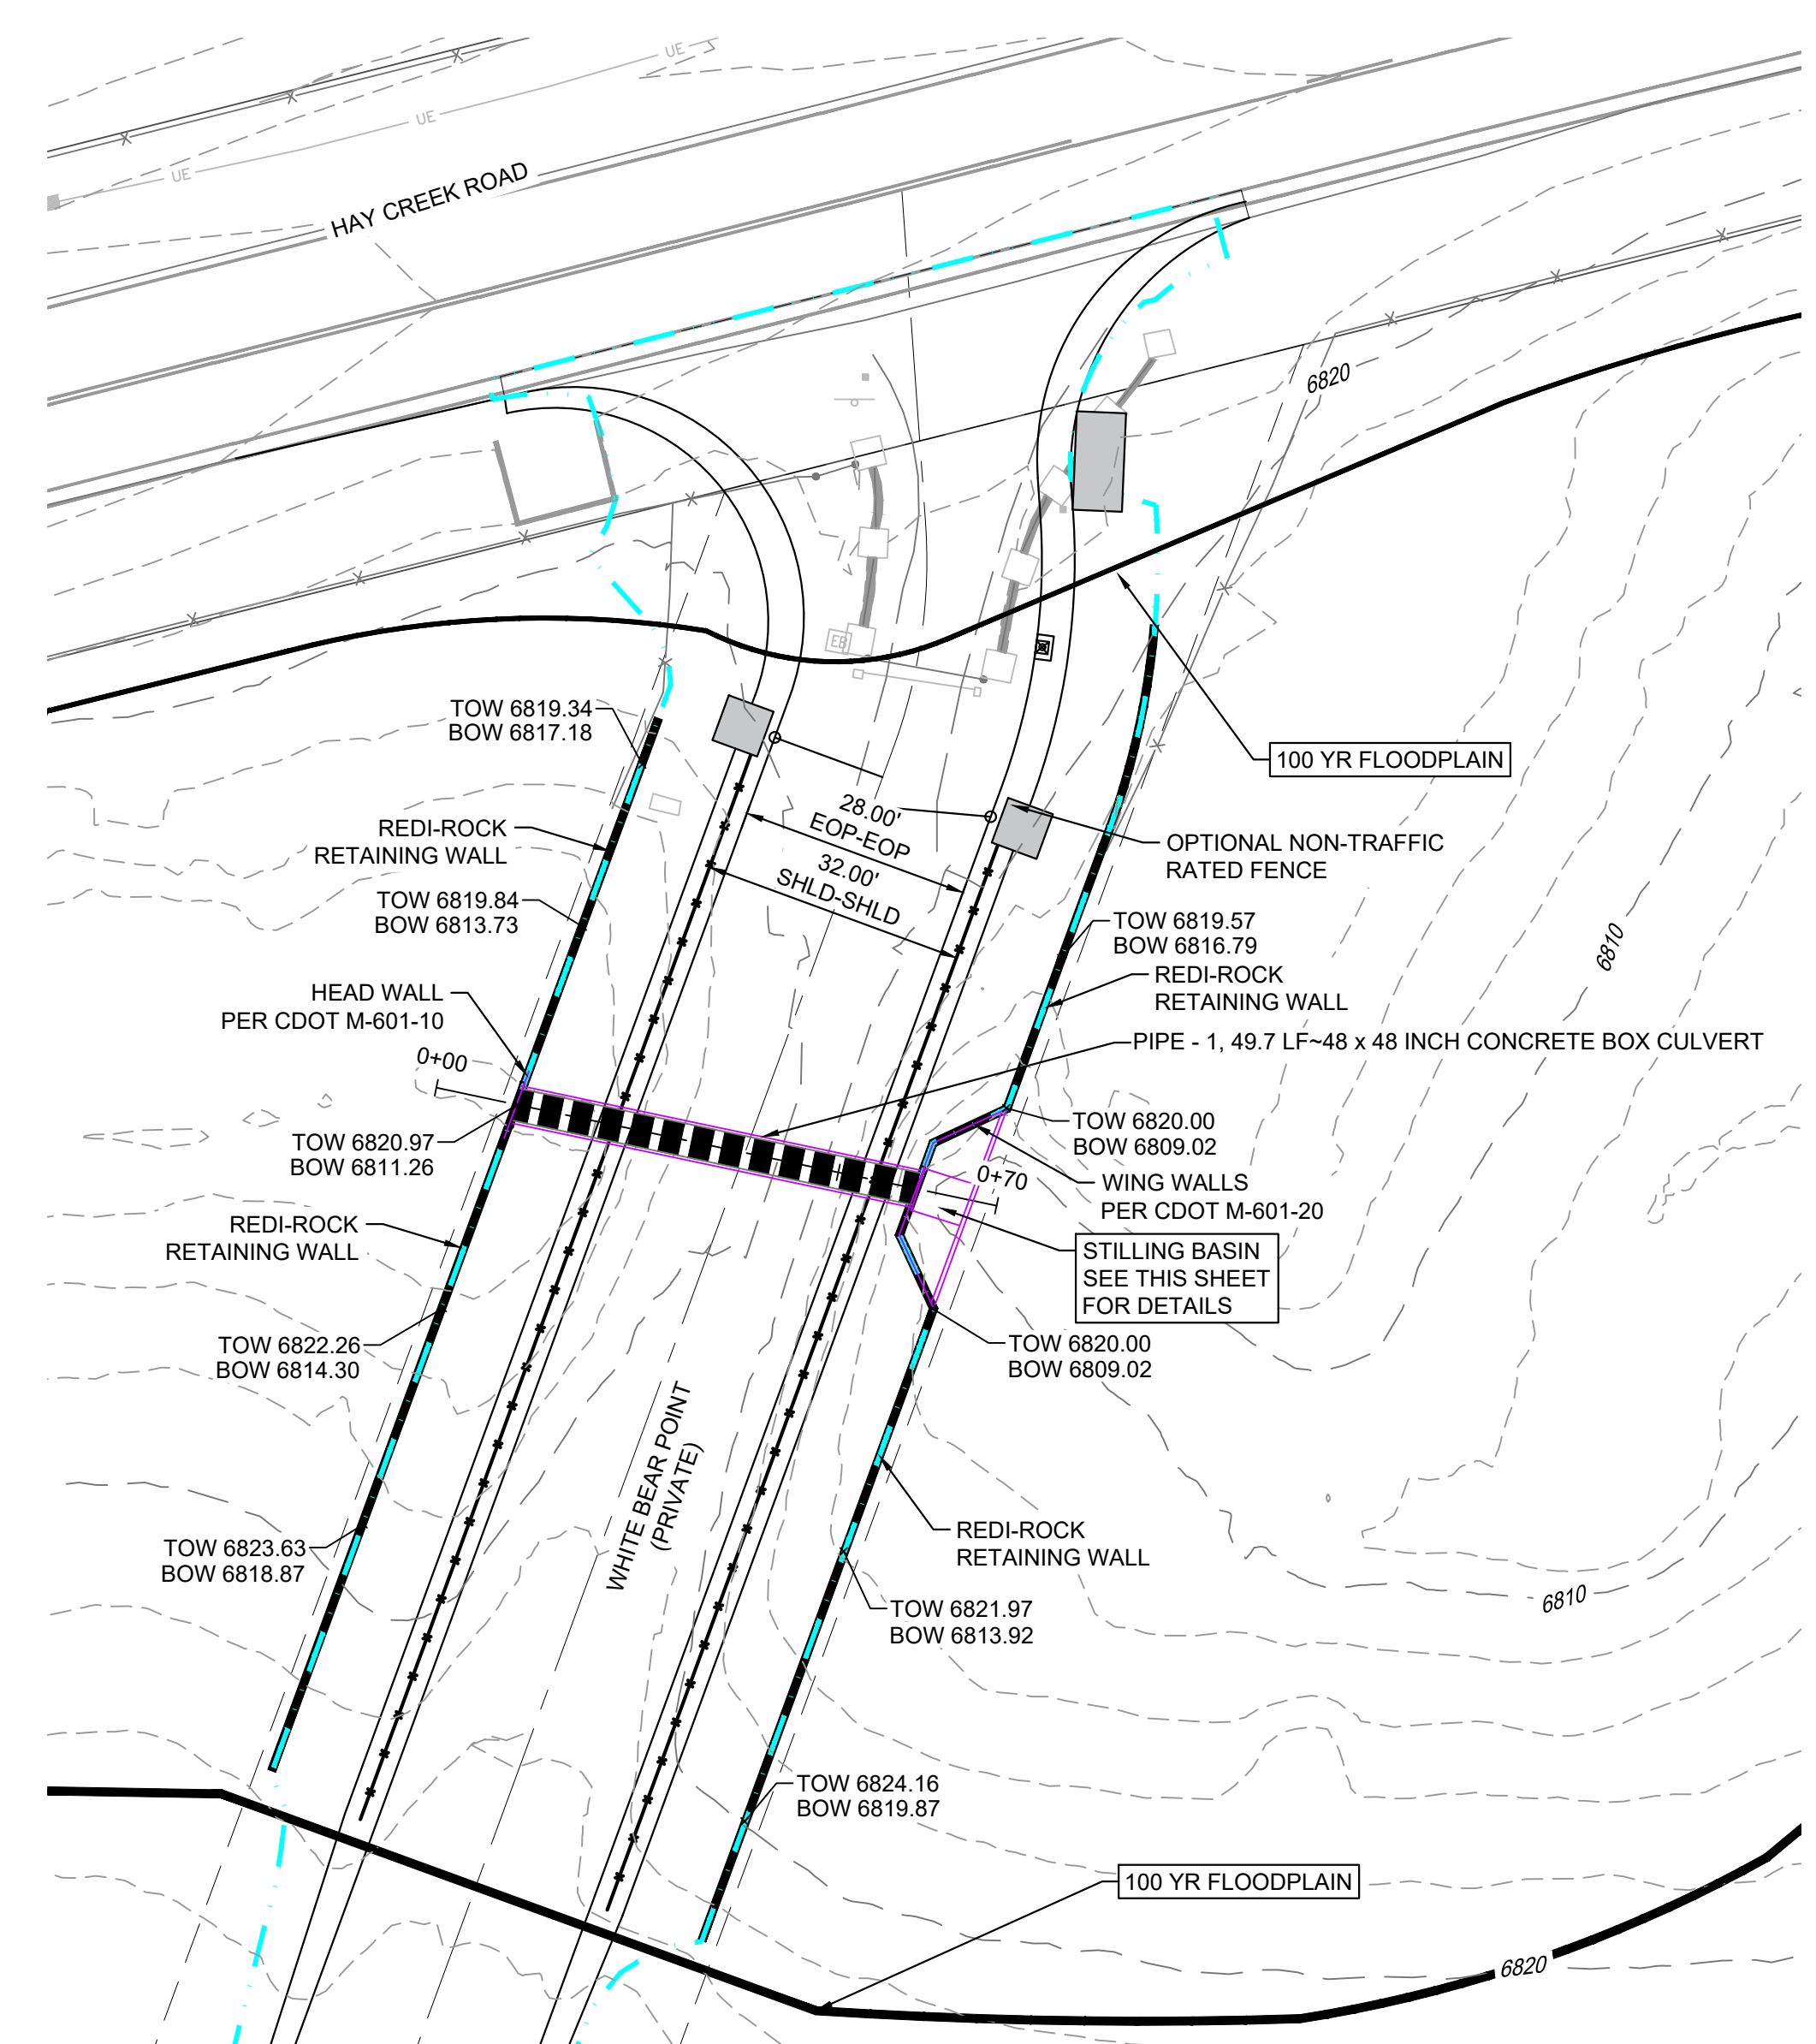 UE
UE
UE
HAY CREEK ROAD
6820
EB
TOW 6819.34
BOW 6817.18
100 YR FLOODPLAIN
28.00'
EOP-EOP
32.00'
SHLD-SHLD
REDI-ROCK
RETAINING WALL
OPTIONAL NON-TRAFFIC
RATED FENCE
TOW 6819.84
BOW 6813.73
TOW 6819.57
BOW 6816.79
6810
REDI-ROCK
RETAINING WALL
HEAD WALL
PER CDOT M-601-10
PIPE - 1, 49.7 LF~48 x 48 INCH CONCRETE BOX CULVERT
0+00
TOW 6820.97
BOW 6811.26
TOW 6820.00
BOW 6809.02
0+70
WING WALLS
PER CDOT M-601-20
REDI-ROCK
RETAINING WALL
STILLING BASIN
SEE THIS SHEET
FOR DETAILS
TOW 6822.26
BOW 6814.30
TOW 6820.00
BOW 6809.02
WHITE BEAR POINT
(PRIVATE)
TOW 6823.63
BOW 6818.87
REDI-ROCK
RETAINING WALL
TOW 6821.97
BOW 6813.92
6810
TOW 6824.16
BOW 6819.87
100 YR FLOODPLAIN
6820